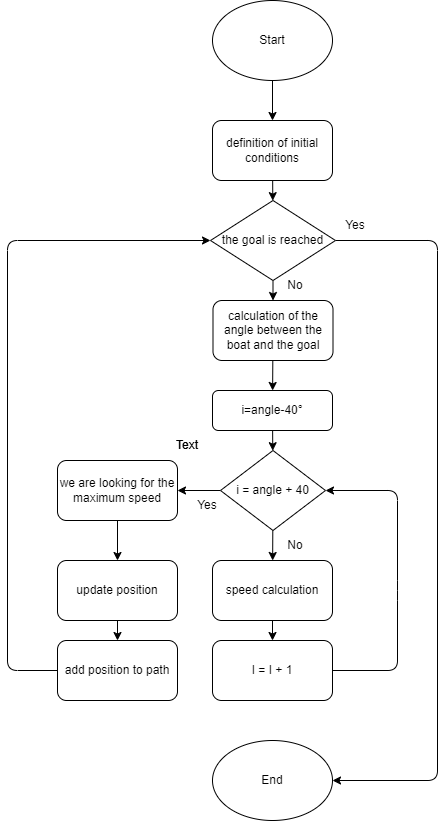 Start
definition of initial
conditions
the goal is reached
Yes
No
calculation of the
angle between the
boat and the goal
i=angle-40°
Text
i = angle + 40
Yes
No
we are looking for the
maximum speed
speed calculation
update position
add position to path
I = I + 1
End